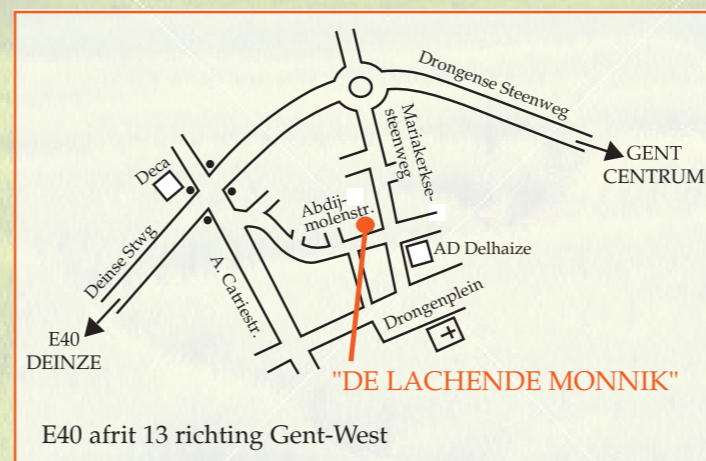 Drongense Steenweg
Mariakerkse-
steenweg
GENT
CENTRUM
Deca
Abdij-
molenstr.
AD Delhaize
Deinse Stwg
A. Catriestr.
Drongenplein
E40
DEINZE
"DE LACHENDE MONNIK"
E40 afrit 13 richting Gent-West